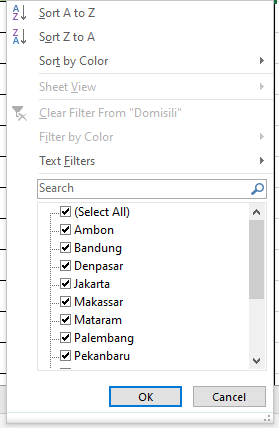 Sort A to Z
Sort Z to A
Sort by Color
Sheet View
Clear Filter From "Domisili"
Filter by Color
Text Filters
Search
(Select All)
Ambon
Bandung
Denpasar
Jakarta
Makassar
Mataram
Palembang
Pekanbaru
OK Cancel